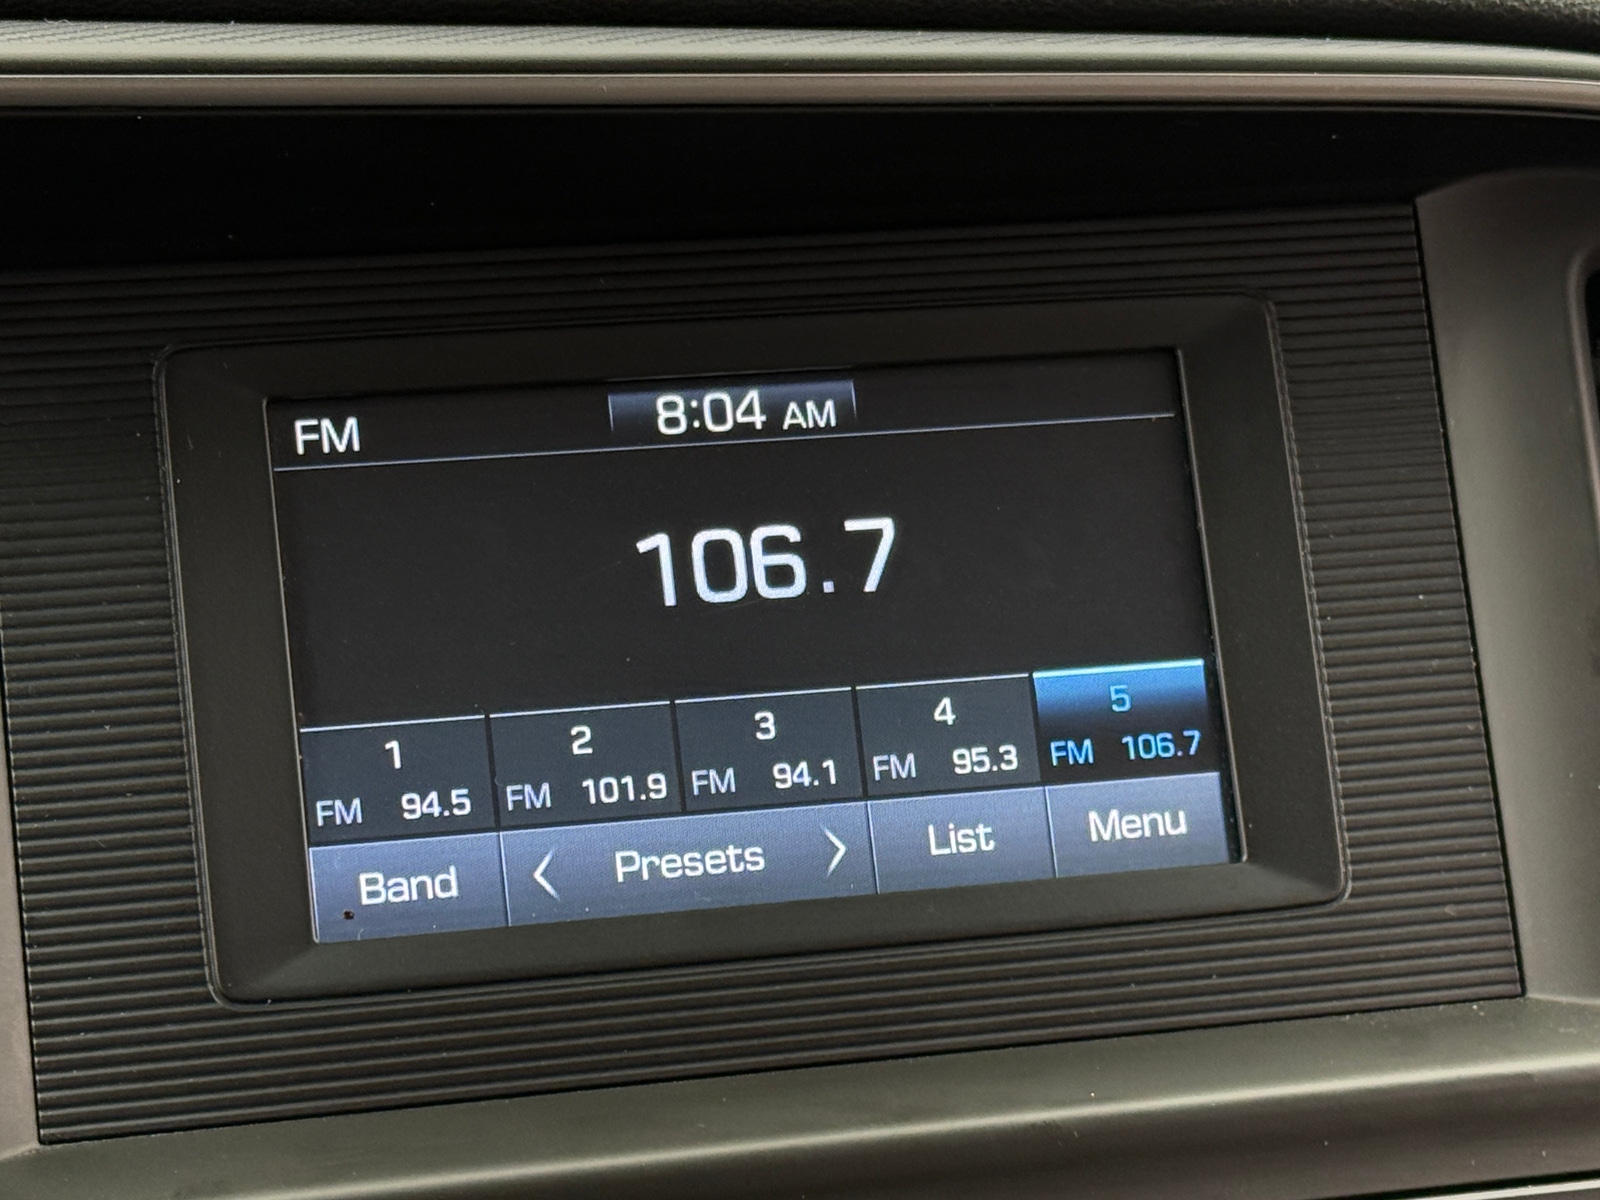 FM 8:04 AM
106.7
1 2 3 4 5
FM 94.5 FM 101.9 FM 94.1 FM 95.3 FM 106.7
Band < Presets > List Menu